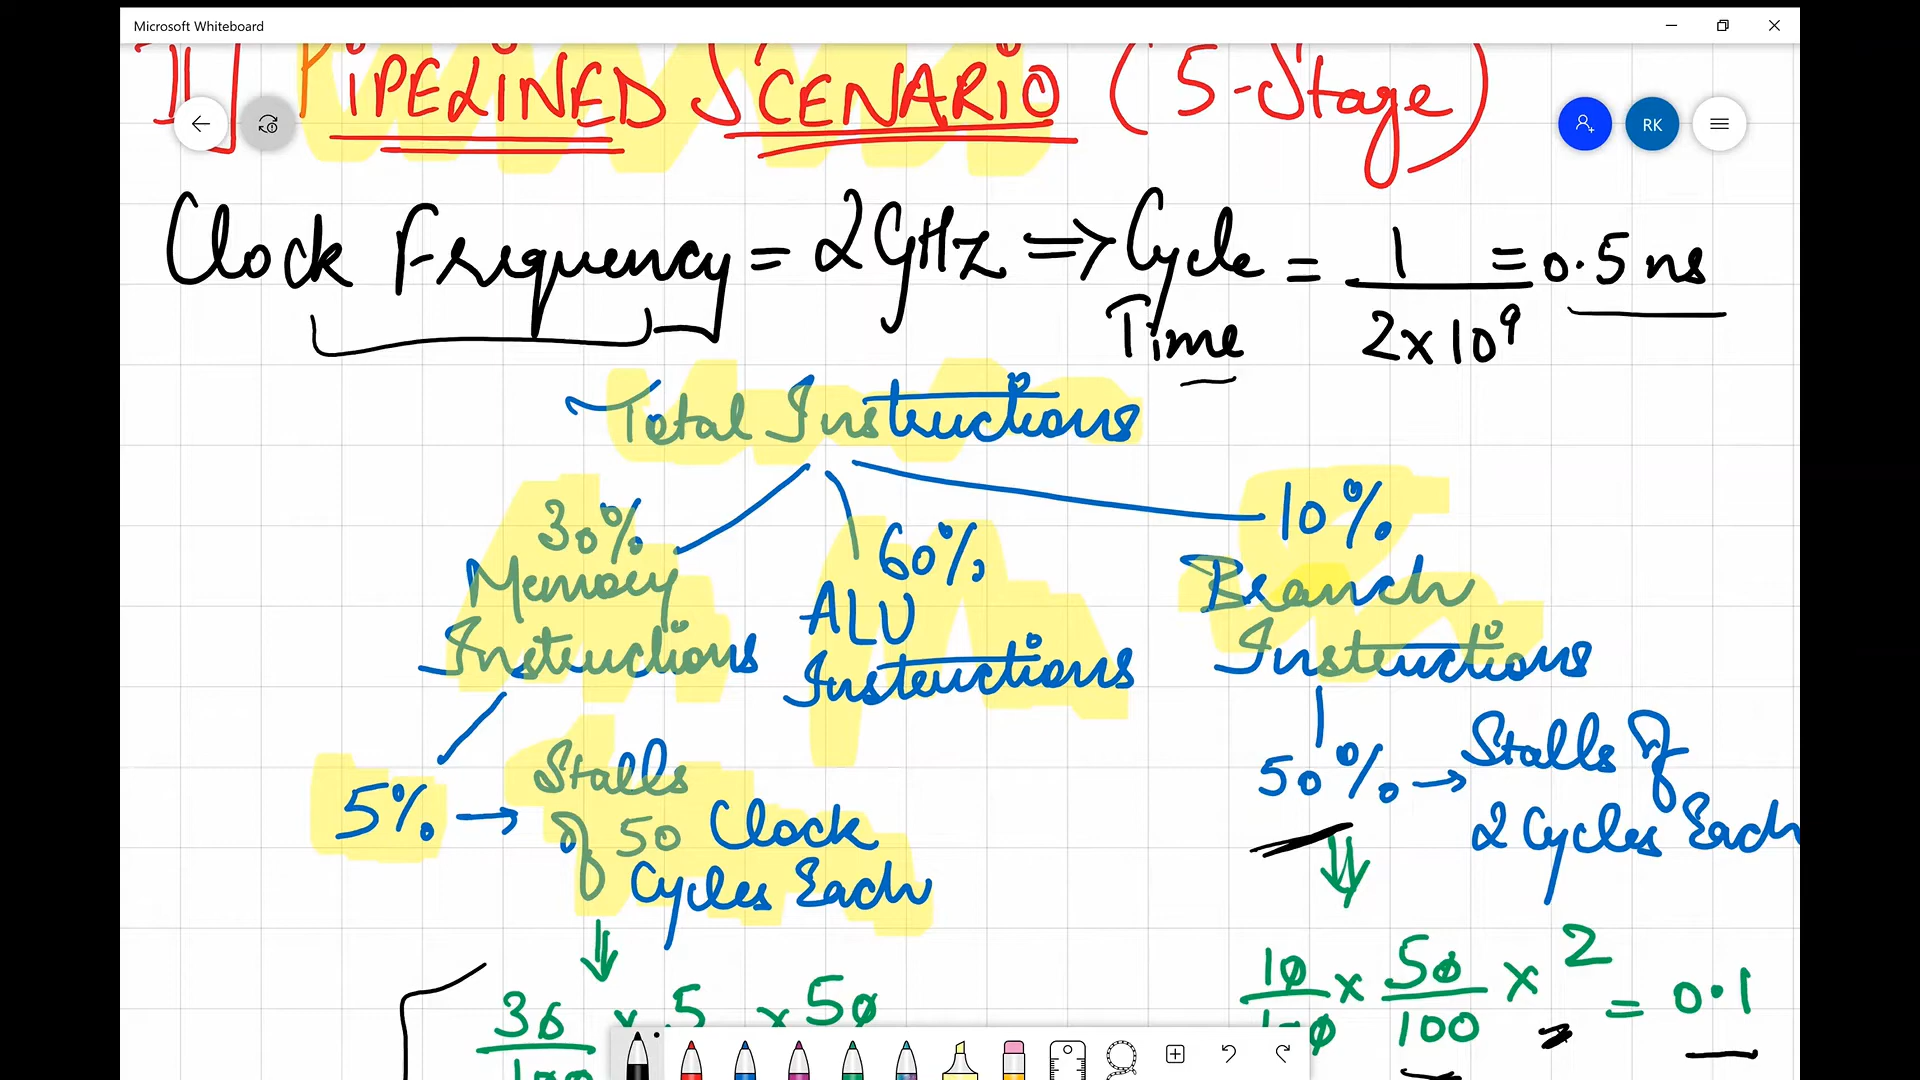 Microsoft Whiteboard
II] PIPELINED SCENARIO (5-Stage)
RK
Clock Frequency = 2GHz ⇒ Cycle Time = 1 / 2x10⁹ = 0.5 ns
Total Instructions
30% Memory Instructions
60% ALU Instructions
10% Branch Instructions
5% → Stalls of 50 Clock Cycles Each
50% → Stalls of 2 Cycles Each
30/100 x 5 x 50
10/100 x 50/100 x 2 = 0.1